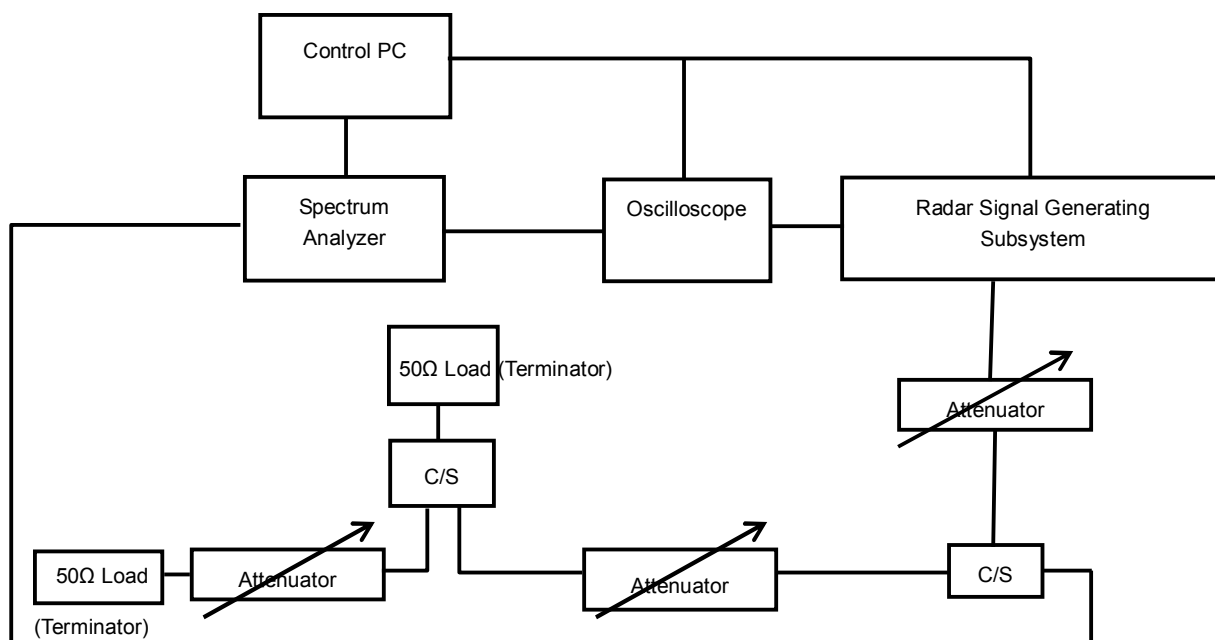 Control PC
Spectrum
Analyzer
Oscilloscope
Radar Signal Generating
Subsystem
50Ω Load (Terminator)
Attenuator
C/S
50Ω Load
(Terminator)
Attenuator
Attenuator
C/S